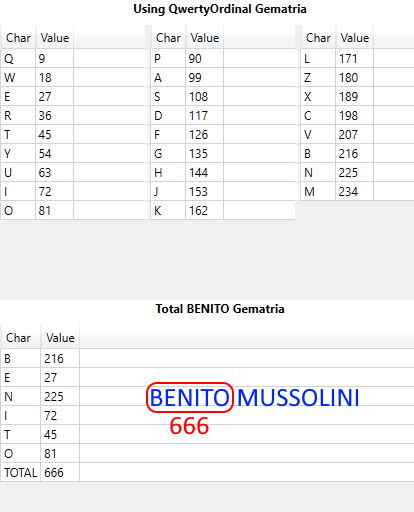 Using QwertyOrdinal Gematria
Char Value Char Value Char Value
Q 9 P 90 L 171
W 18 A 99 Z 180
E 27 S 108 X 189
R 36 D 117 C 198
T 45 F 126 V 207
Y 54 G 135 B 216
U 63 H 144 N 225
I 72 J 153 M 234
O 81 K 162
Total BENITO Gematria
Char Value
B 216
E 27
N 225
I 72
T 45
O 81
TOTAL 666
BENITO MUSSOLINI
666